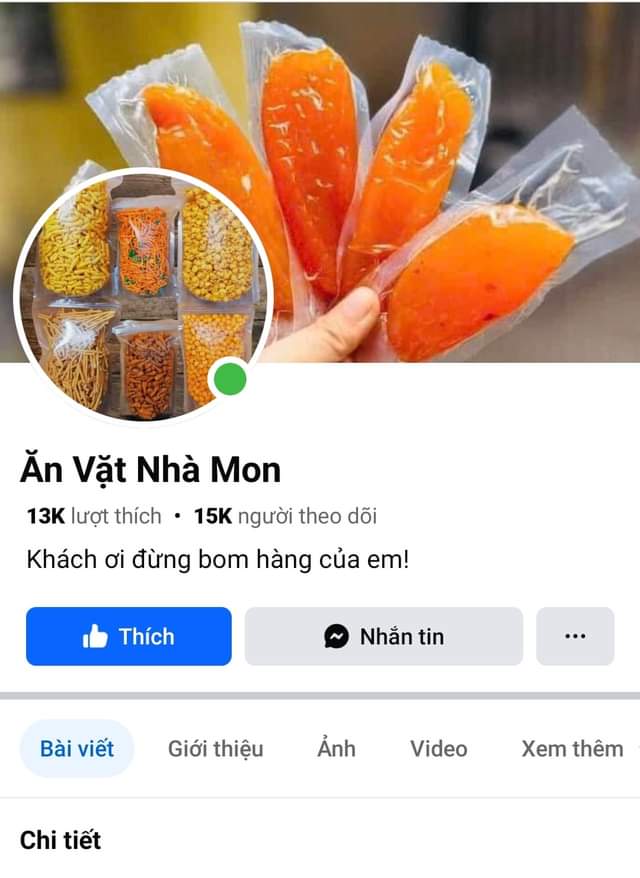 Ăn Vặt Nhà Mon
13K lượt thích • 15K người theo dõi
Khách ơi đừng bom hàng của em!
Thích
Nhắn tin
Bài viết
Giới thiệu
Ảnh
Video
Xem thêm
Chi tiết